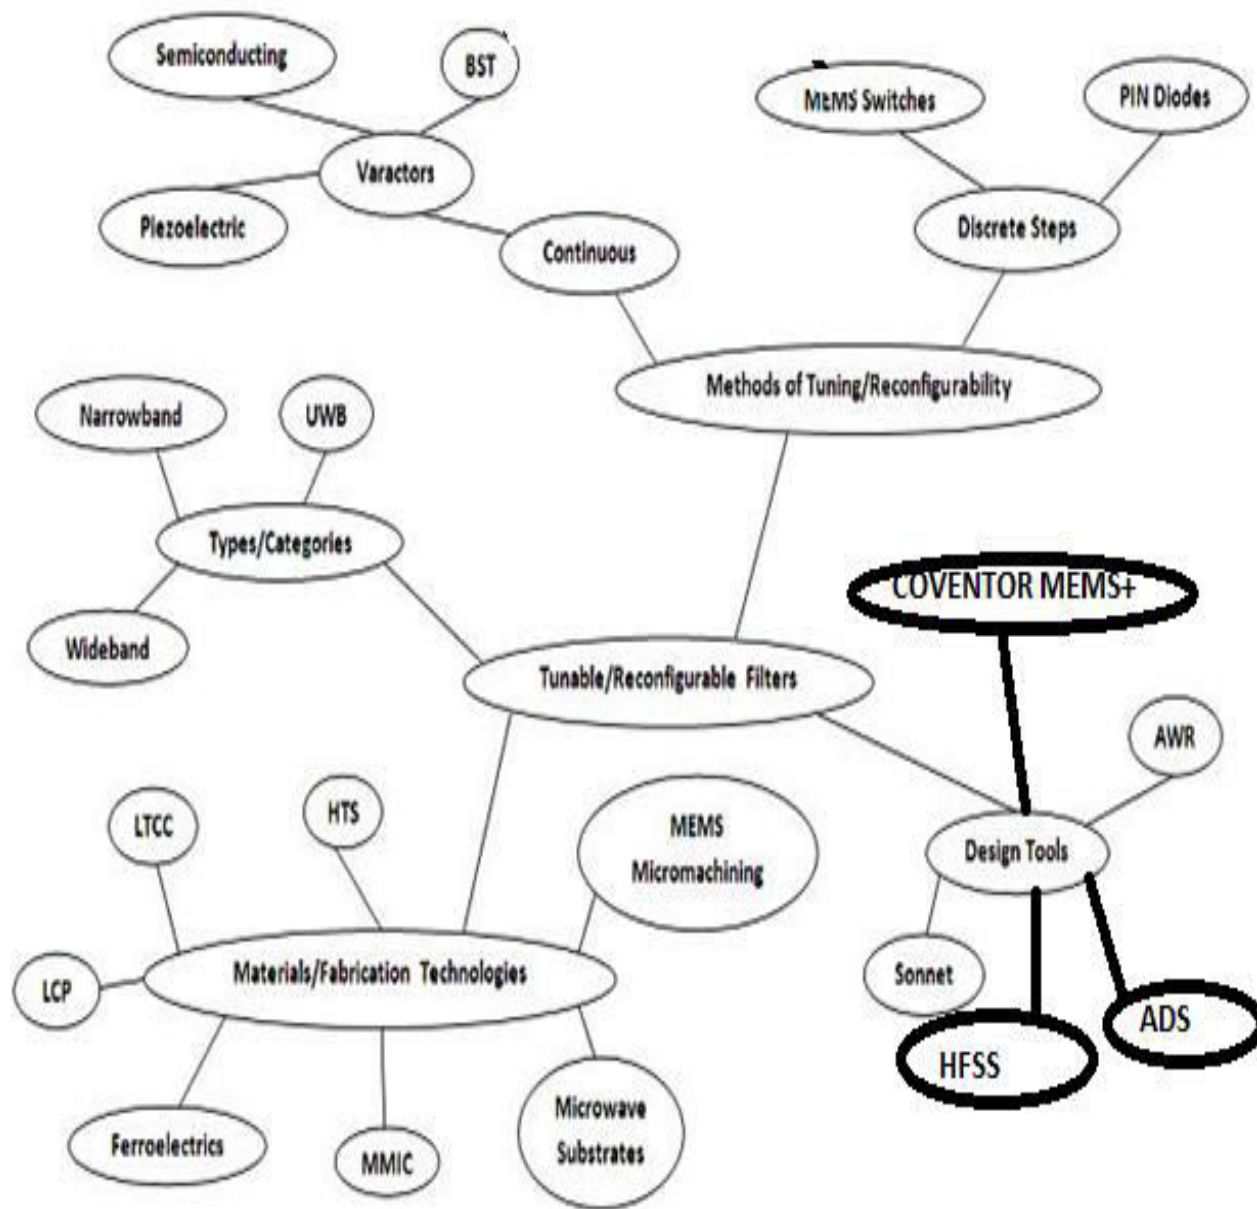 Semiconducting
BST
MEMS Switches
PIN Diodes
Varactors
Piezoelectric
Continuous
Discrete Steps
Methods of Tuning/Reconfigurability
Narrowband
UWB
Types/Categories
COVENTOR MEMS+
Wideband
Tunable/Reconfigurable Filters
AWR
LTCC
HTS
MEMS
Micromachining
Design Tools
Materials/Fabrication Technologies
Sonnet
LCP
ADS
HFSS
Microwave
Substrates
Ferroelectrics
MMIC